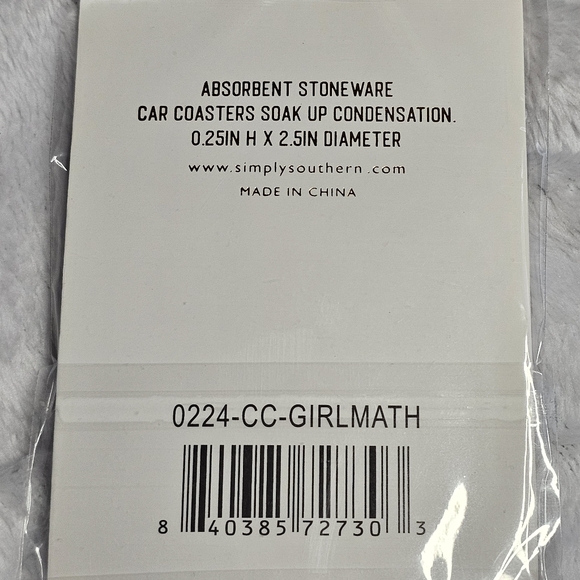 ABSORBENT STONEWARE
CAR COASTERS SOAK UP CONDENSATION.
0.25IN H X 2.5IN DIAMETER
www.simplysouthern.com
MADE IN CHINA
0224-CC-GIRLMATH
8 40385 72730 3